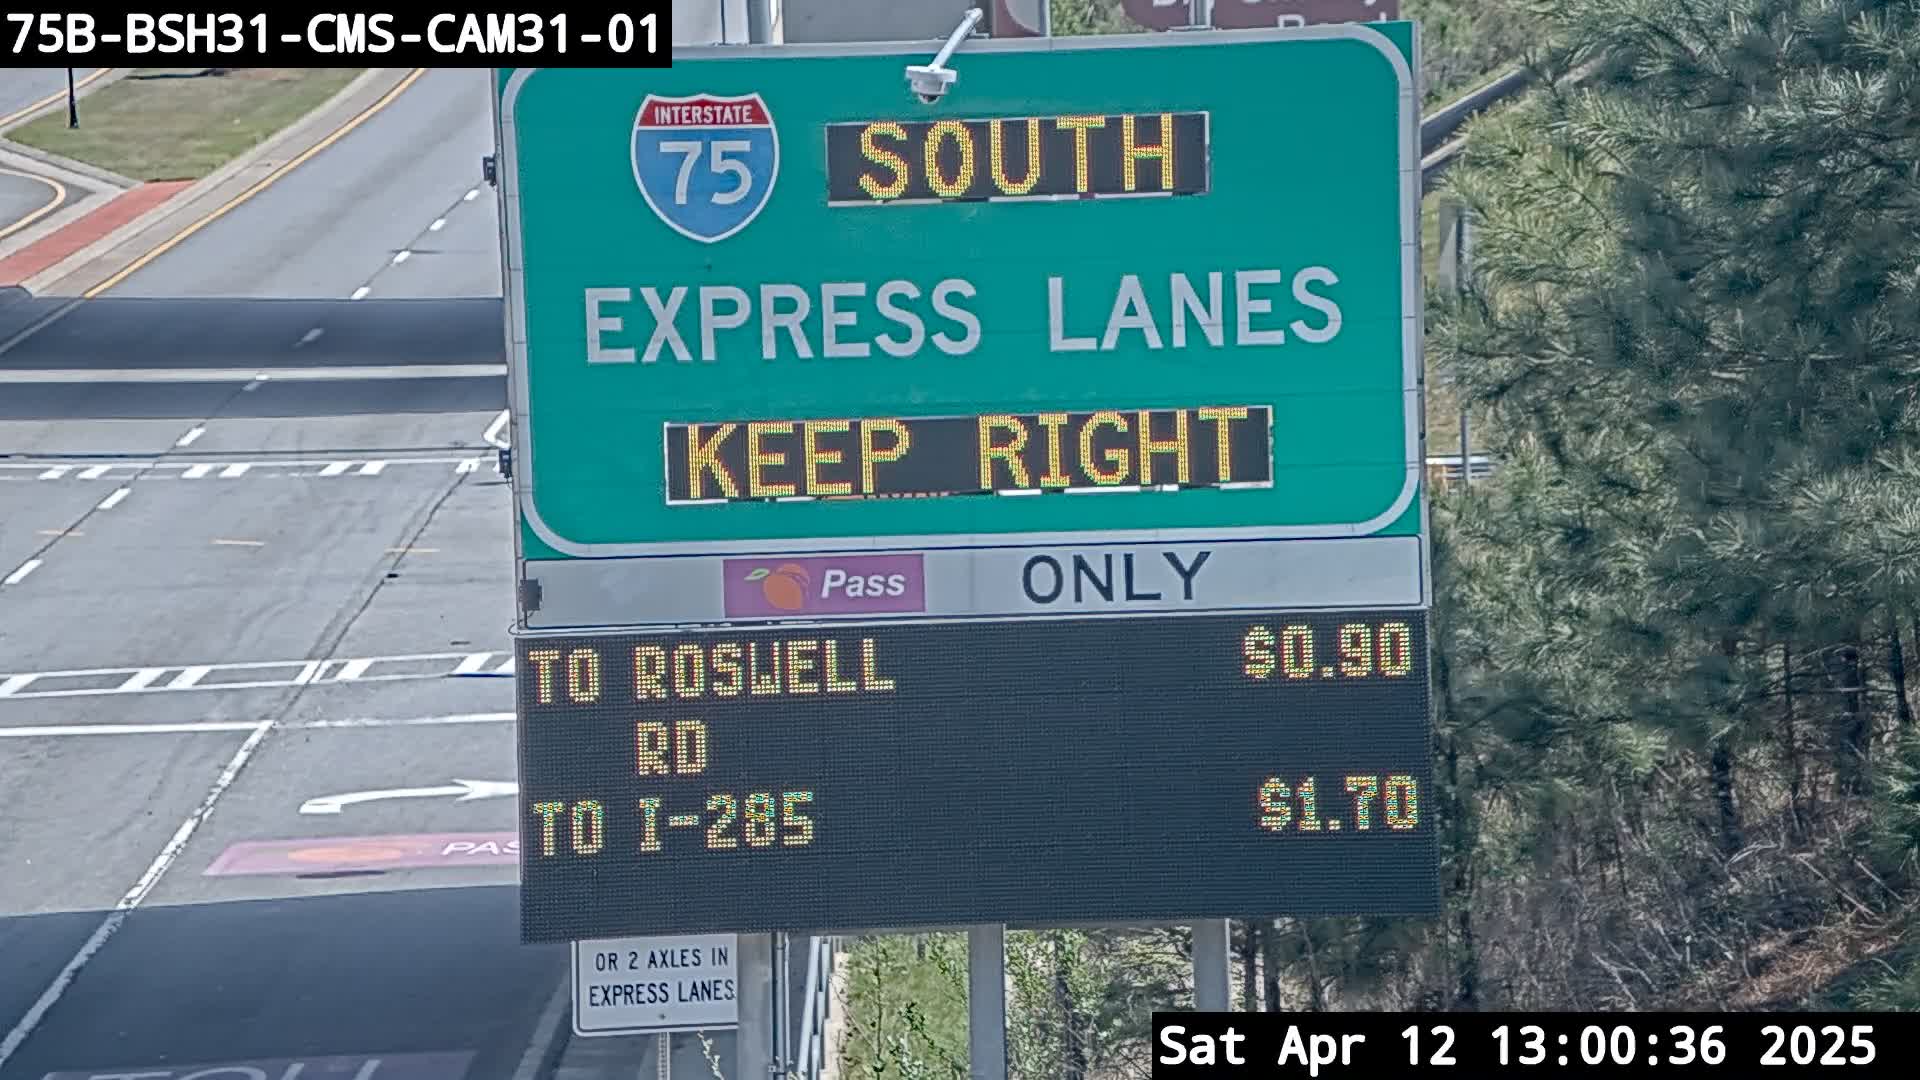 75B-BSH31-CMS-CAM31-01
INTERSTATE
75
SOUTH
EXPRESS LANES
KEEP RIGHT
Pass ONLY
TO ROSWELL $0.90
RD
TO I-285 $1.70
OR 2 AXLES IN
EXPRESS LANES
Sat Apr 12 13:00:36 2025